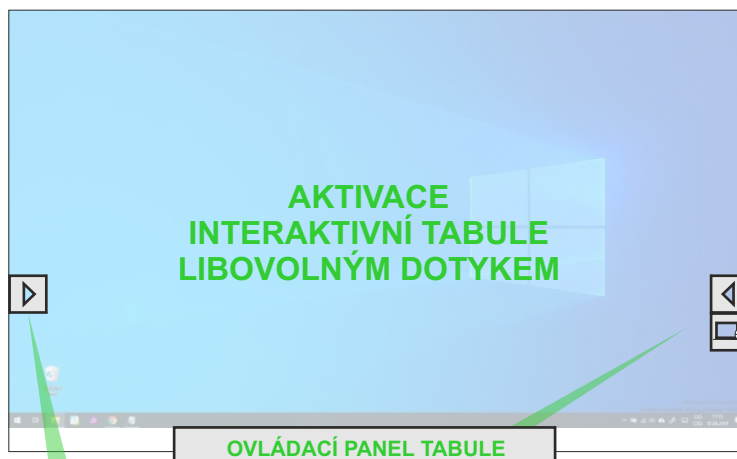 AKTIVACE
INTERAKTIVNÍ TABULE
LIBOVOLNÝM DOTYKEM
OVLÁDACÍ PANEL TABULE